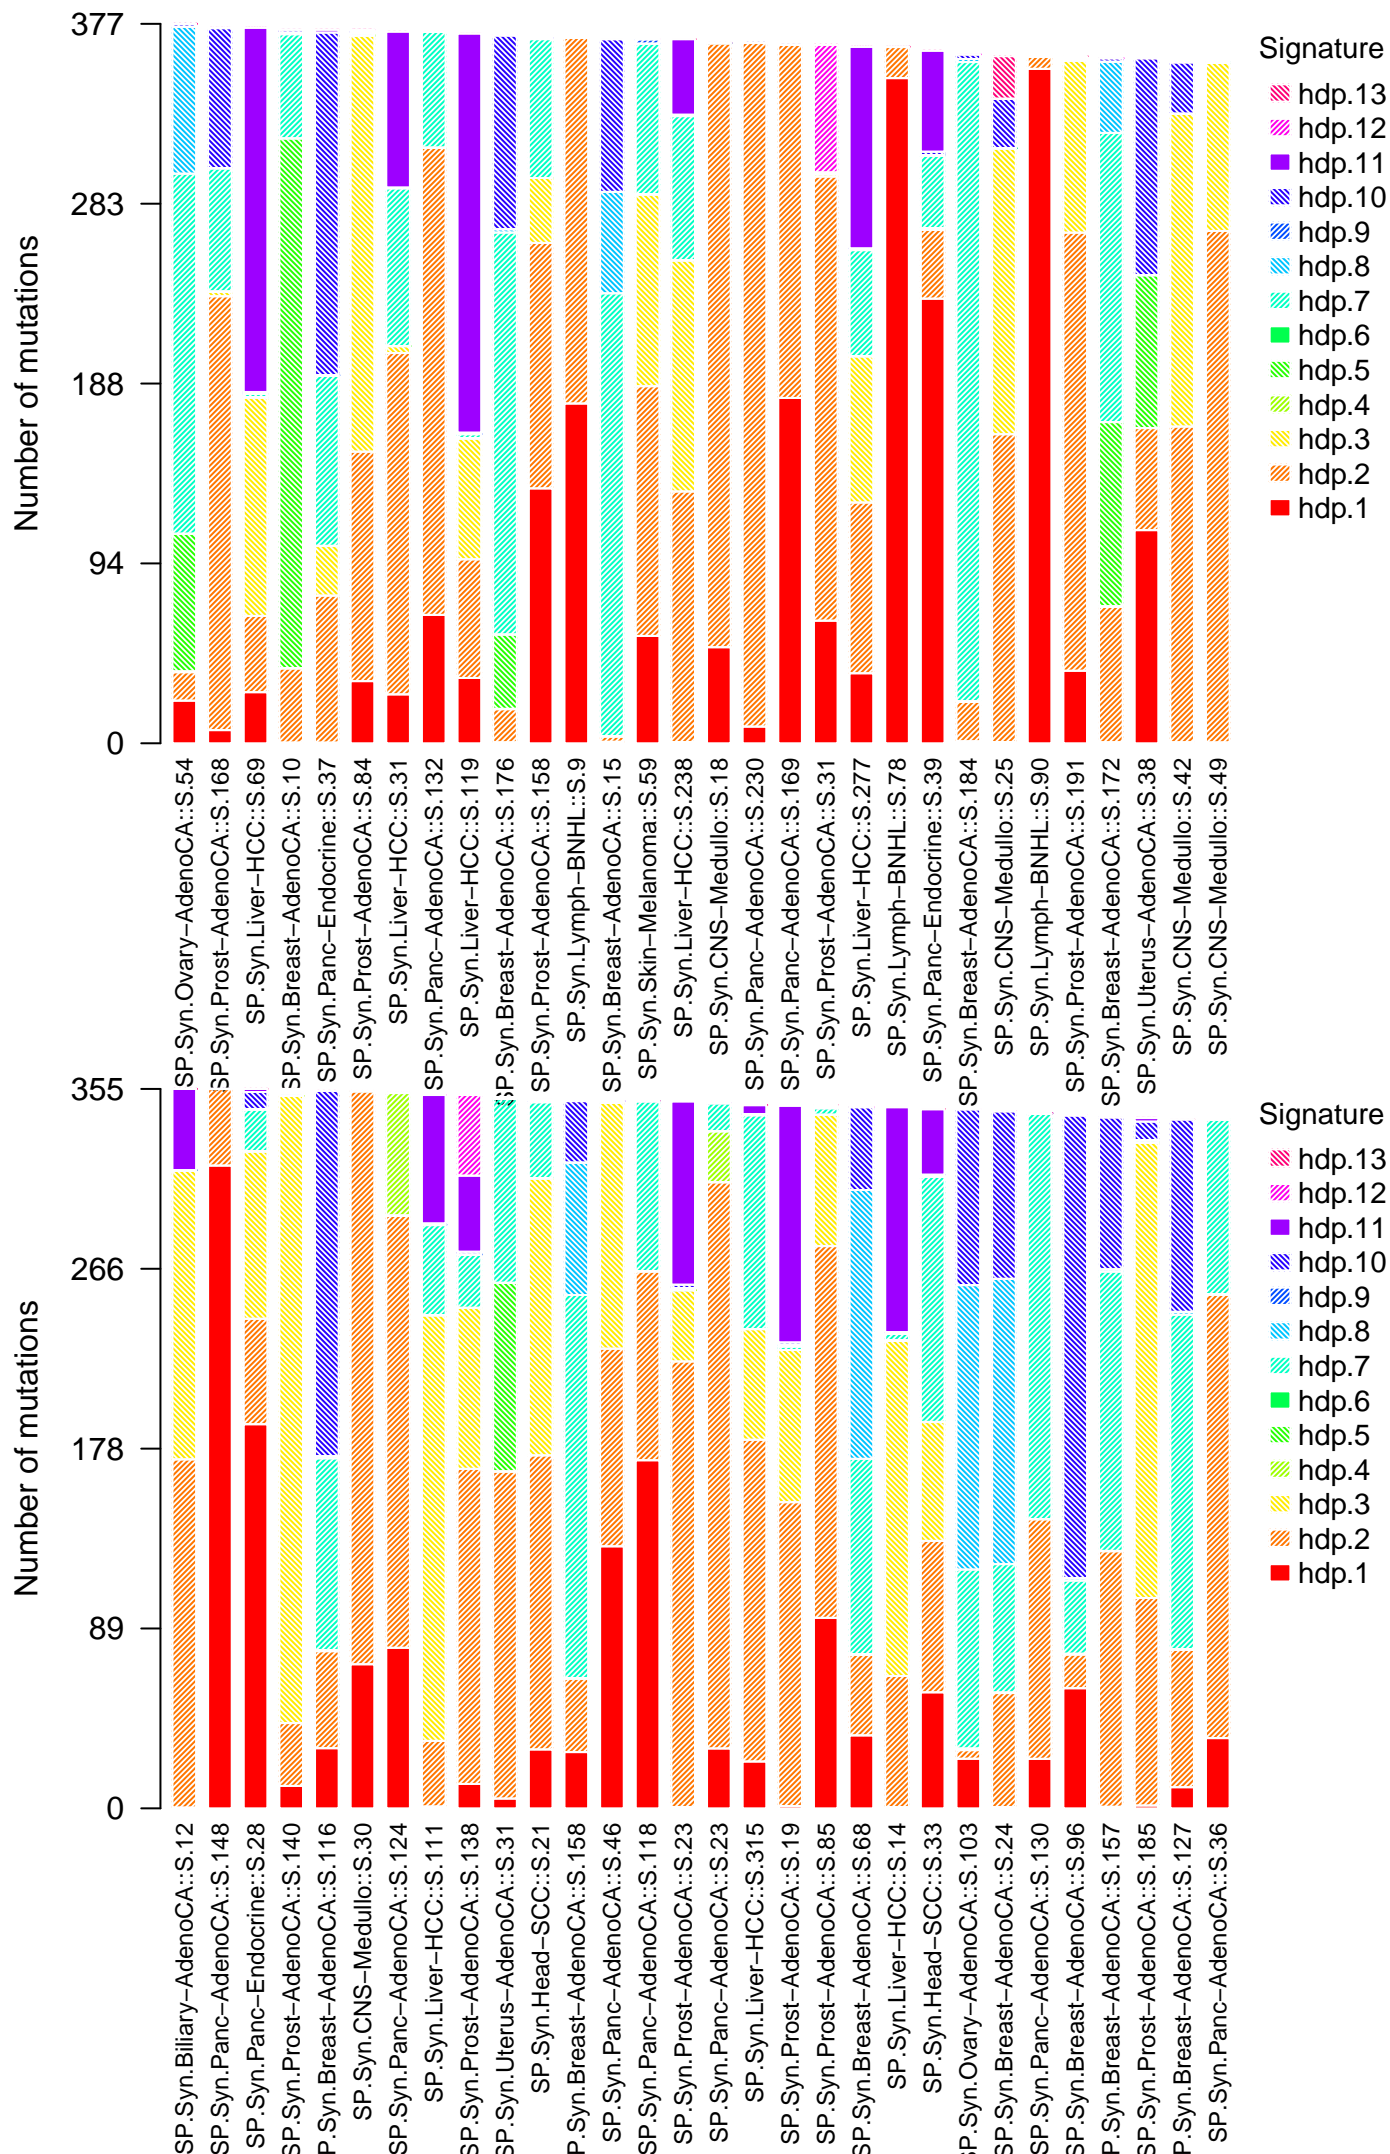 Number of mutations
377
283
188
94
0
Signature
hdp.13
hdp.12
hdp.11
hdp.10
hdp.9
hdp.8
hdp.7
hdp.6
hdp.5
hdp.4
hdp.3
hdp.2
hdp.1
SP.Syn.Ovary−AdenoCA::S.54
SP.Syn.Prost−AdenoCA::S.168
SP.Syn.Liver−HCC::S.69
SP.Syn.Breast−AdenoCA::S.10
SP.Syn.Panc−Endocrine::S.37
SP.Syn.Prost−AdenoCA::S.84
SP.Syn.Liver−HCC::S.31
SP.Syn.Panc−AdenoCA::S.132
SP.Syn.Liver−HCC::S.119
SP.Syn.Breast−AdenoCA::S.176
SP.Syn.Prost−AdenoCA::S.158
SP.Syn.Lymph−BNHL::S.9
SP.Syn.Breast−AdenoCA::S.15
SP.Syn.Skin−Melanoma::S.59
SP.Syn.Liver−HCC::S.238
SP.Syn.CNS−Medullo::S.18
SP.Syn.Panc−AdenoCA::S.230
SP.Syn.Panc−AdenoCA::S.169
SP.Syn.Prost−AdenoCA::S.31
SP.Syn.Liver−HCC::S.277
SP.Syn.Lymph−BNHL::S.78
SP.Syn.Panc−Endocrine::S.39
SP.Syn.Breast−AdenoCA::S.184
SP.Syn.CNS−Medullo::S.25
SP.Syn.Lymph−BNHL::S.90
SP.Syn.Prost−AdenoCA::S.191
SP.Syn.Breast−AdenoCA::S.172
SP.Syn.Uterus−AdenoCA::S.38
SP.Syn.CNS−Medullo::S.42
SP.Syn.CNS−Medullo::S.49
Number of mutations
355
266
178
89
0
Signature
hdp.13
hdp.12
hdp.11
hdp.10
hdp.9
hdp.8
hdp.7
hdp.6
hdp.5
hdp.4
hdp.3
hdp.2
hdp.1
SP.Syn.Biliary−AdenoCA::S.12
SP.Syn.Panc−AdenoCA::S.148
SP.Syn.Panc−Endocrine::S.28
SP.Syn.Prost−AdenoCA::S.140
SP.Syn.Breast−AdenoCA::S.116
SP.Syn.CNS−Medullo::S.30
SP.Syn.Panc−AdenoCA::S.124
SP.Syn.Liver−HCC::S.111
SP.Syn.Prost−AdenoCA::S.138
SP.Syn.Uterus−AdenoCA::S.31
SP.Syn.Head−SCC::S.21
SP.Syn.Breast−AdenoCA::S.158
SP.Syn.Panc−AdenoCA::S.46
SP.Syn.Panc−AdenoCA::S.118
SP.Syn.Prost−AdenoCA::S.23
SP.Syn.Panc−AdenoCA::S.23
SP.Syn.Liver−HCC::S.315
SP.Syn.Prost−AdenoCA::S.19
SP.Syn.Prost−AdenoCA::S.85
SP.Syn.Breast−AdenoCA::S.68
SP.Syn.Liver−HCC::S.14
SP.Syn.Head−SCC::S.33
SP.Syn.Ovary−AdenoCA::S.103
SP.Syn.Breast−AdenoCA::S.24
SP.Syn.Panc−AdenoCA::S.130
SP.Syn.Breast−AdenoCA::S.96
SP.Syn.Breast−AdenoCA::S.157
SP.Syn.Prost−AdenoCA::S.185
SP.Syn.Breast−AdenoCA::S.127
SP.Syn.Panc−AdenoCA::S.36